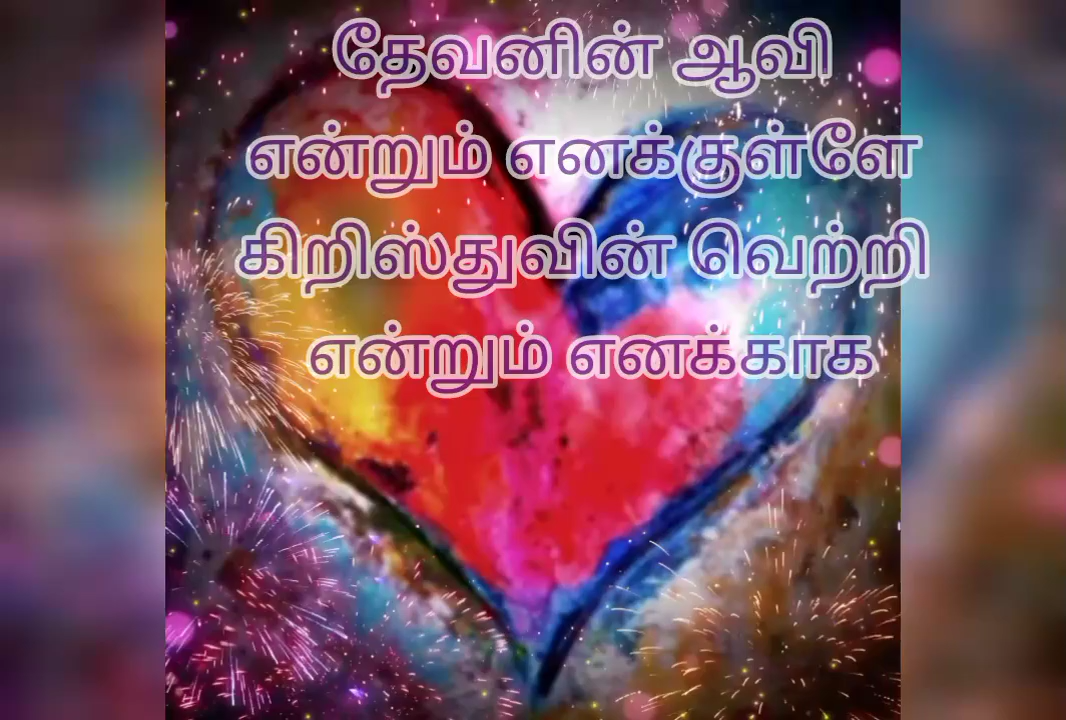 தேவனின் ஆவி
என்றும் எனக்குள்ளே
கிறிஸ்துவின் வெற்றி
என்றும் எனக்காக